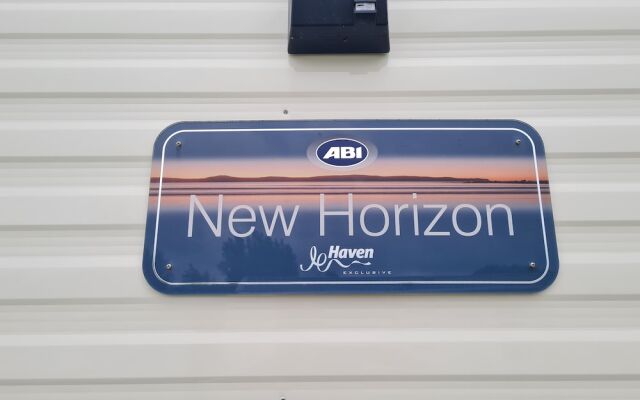 ABI
New Horizon
Haven
EXCLUSIVE